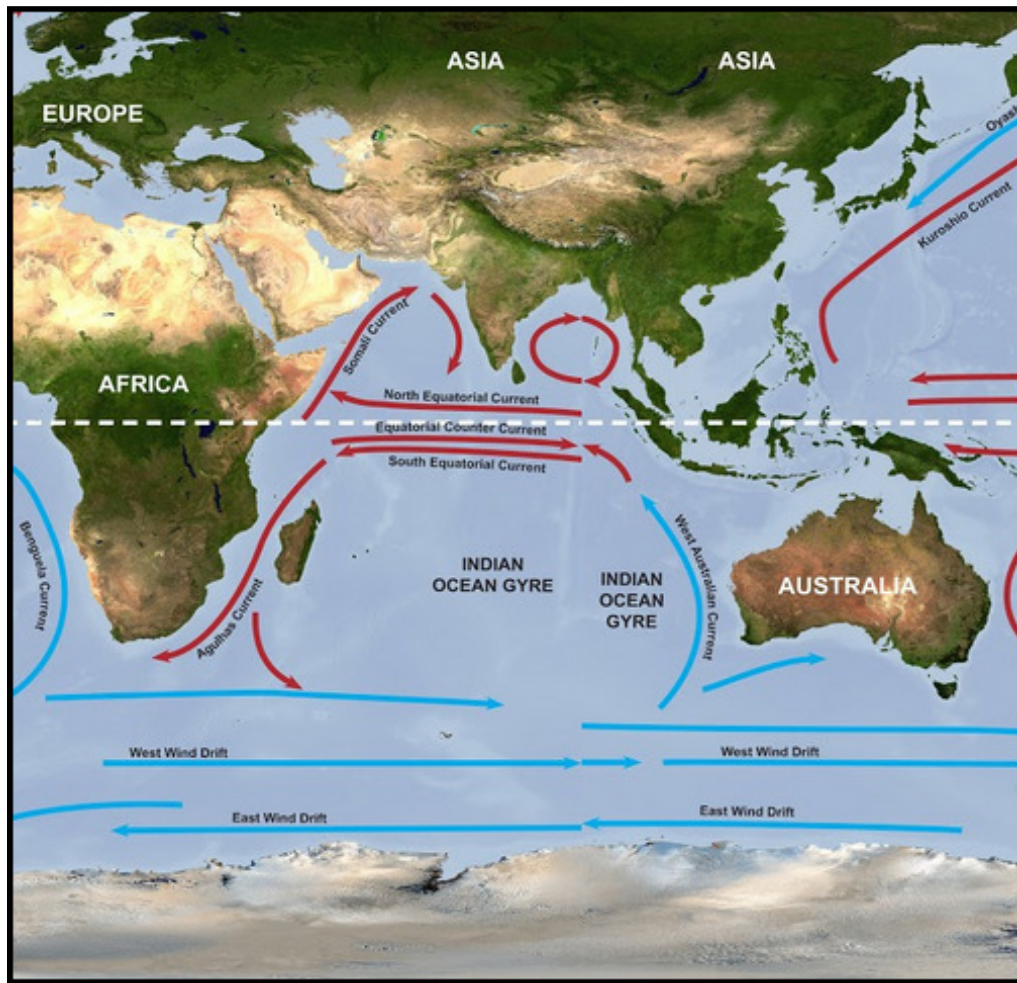 ASIA
ASIA
EUROPE
Oyash
Kuroshio Current
Somali Current
AFRICA
North Equatorial Current
Equatorial Counter Current
South Equatorial Current
Benguela Current
Agulhas Current
INDIAN
OCEAN GYRE
INDIAN
OCEAN
GYRE
West Australian Current
AUSTRALIA
West Wind Drift
West Wind Drift
East Wind Drift
East Wind Drift